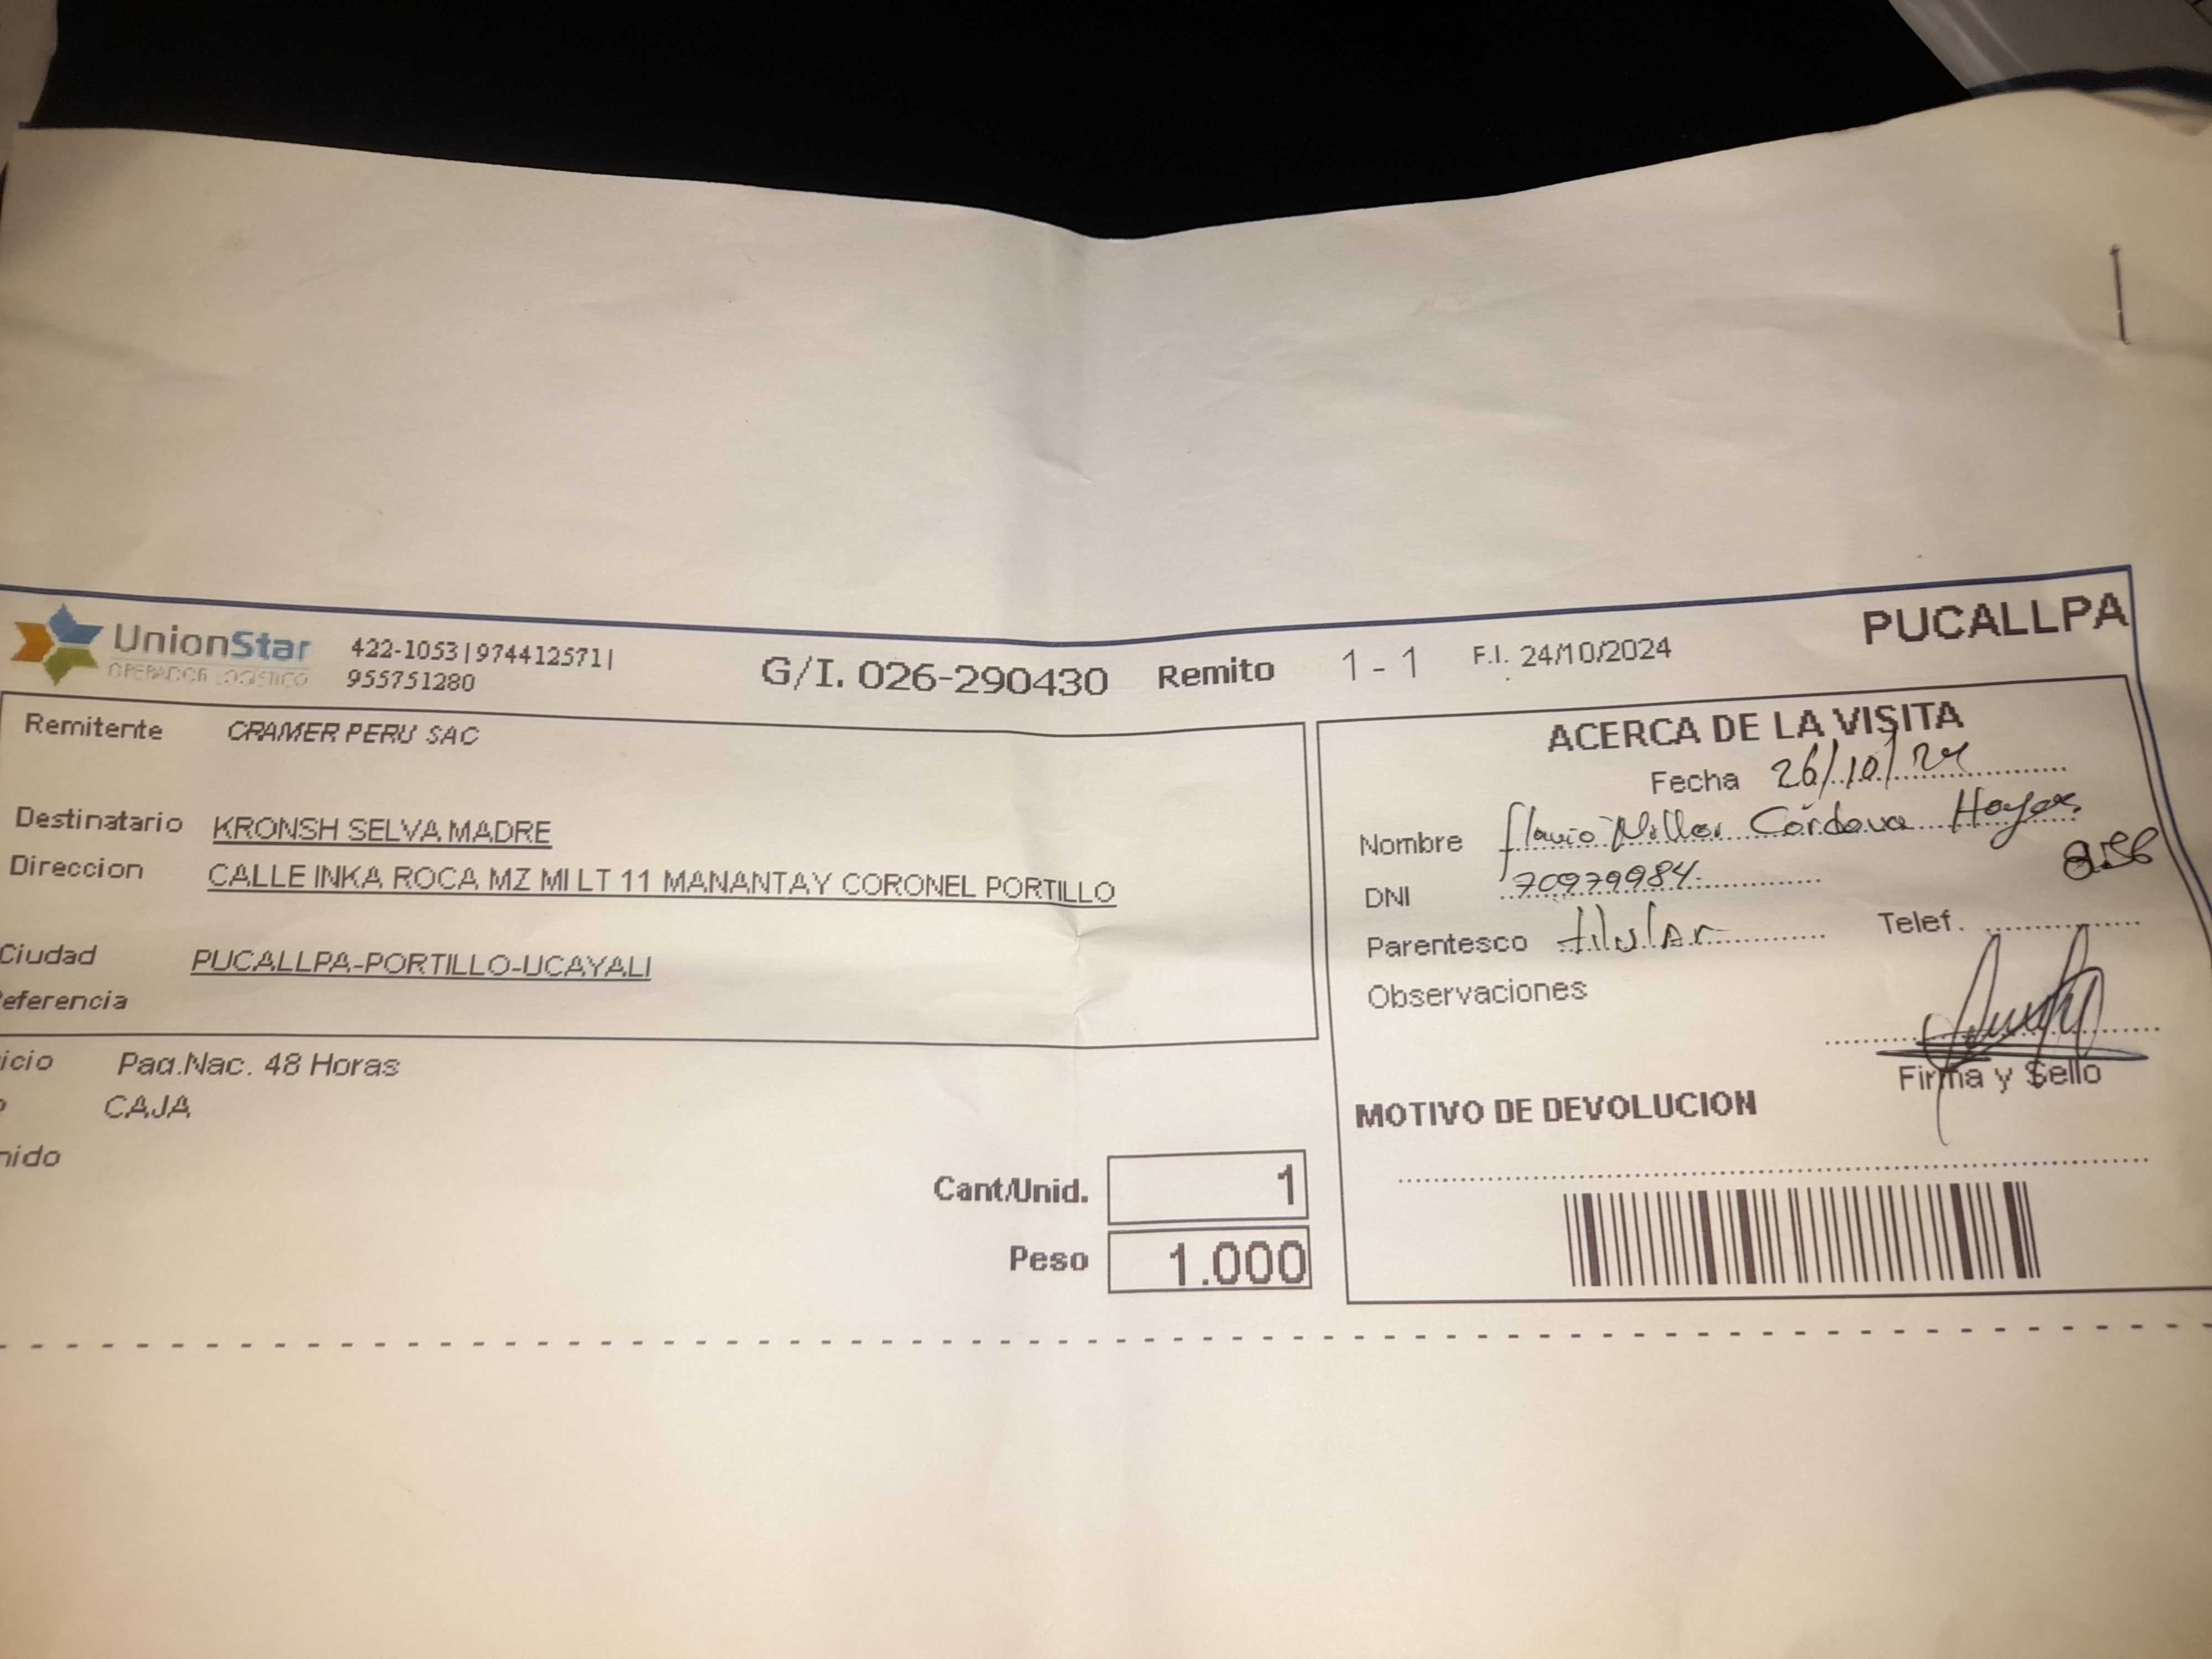 UnionStar
OPERADOR LOGISTICO
422-1053|974412571|
955751280
G/I. 026-290430 Remito 1 - 1 F.I. 24/10/2024
PUCALLPA
Remitente CRAMER PERU SAC
Destinatario KRONSH SELVA MADRE
Direccion CALLE INKA ROCA MZ MI LT 11 MANANTAY CORONEL PORTILLO
Ciudad PUCALLPA-PORTILLO-UCAYALI
eferencia
icio Paq.Nac. 48 Horas
CAJA
nido
Cant/Unid. 1
Peso 1.000
ACERCA DE LA VISITA
Fecha 26/10/24
Nombre flavio Córdova Hoyos
DNI 70979984
Parentesco titular Telef.
Observaciones
Firma y Sello
MOTIVO DE DEVOLUCION